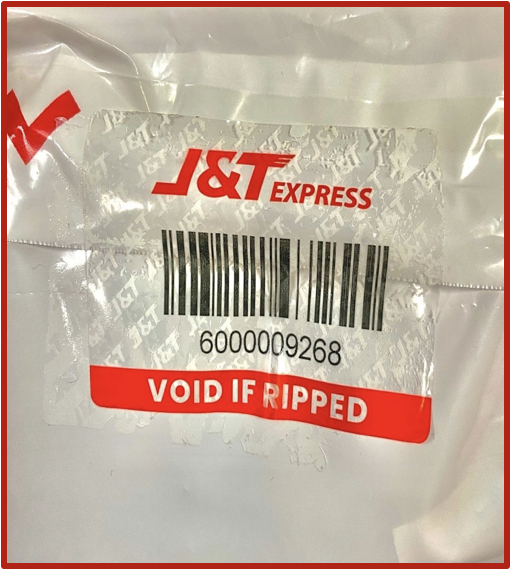 J&T EXPRESS
6000009268
VOID IF RIPPED